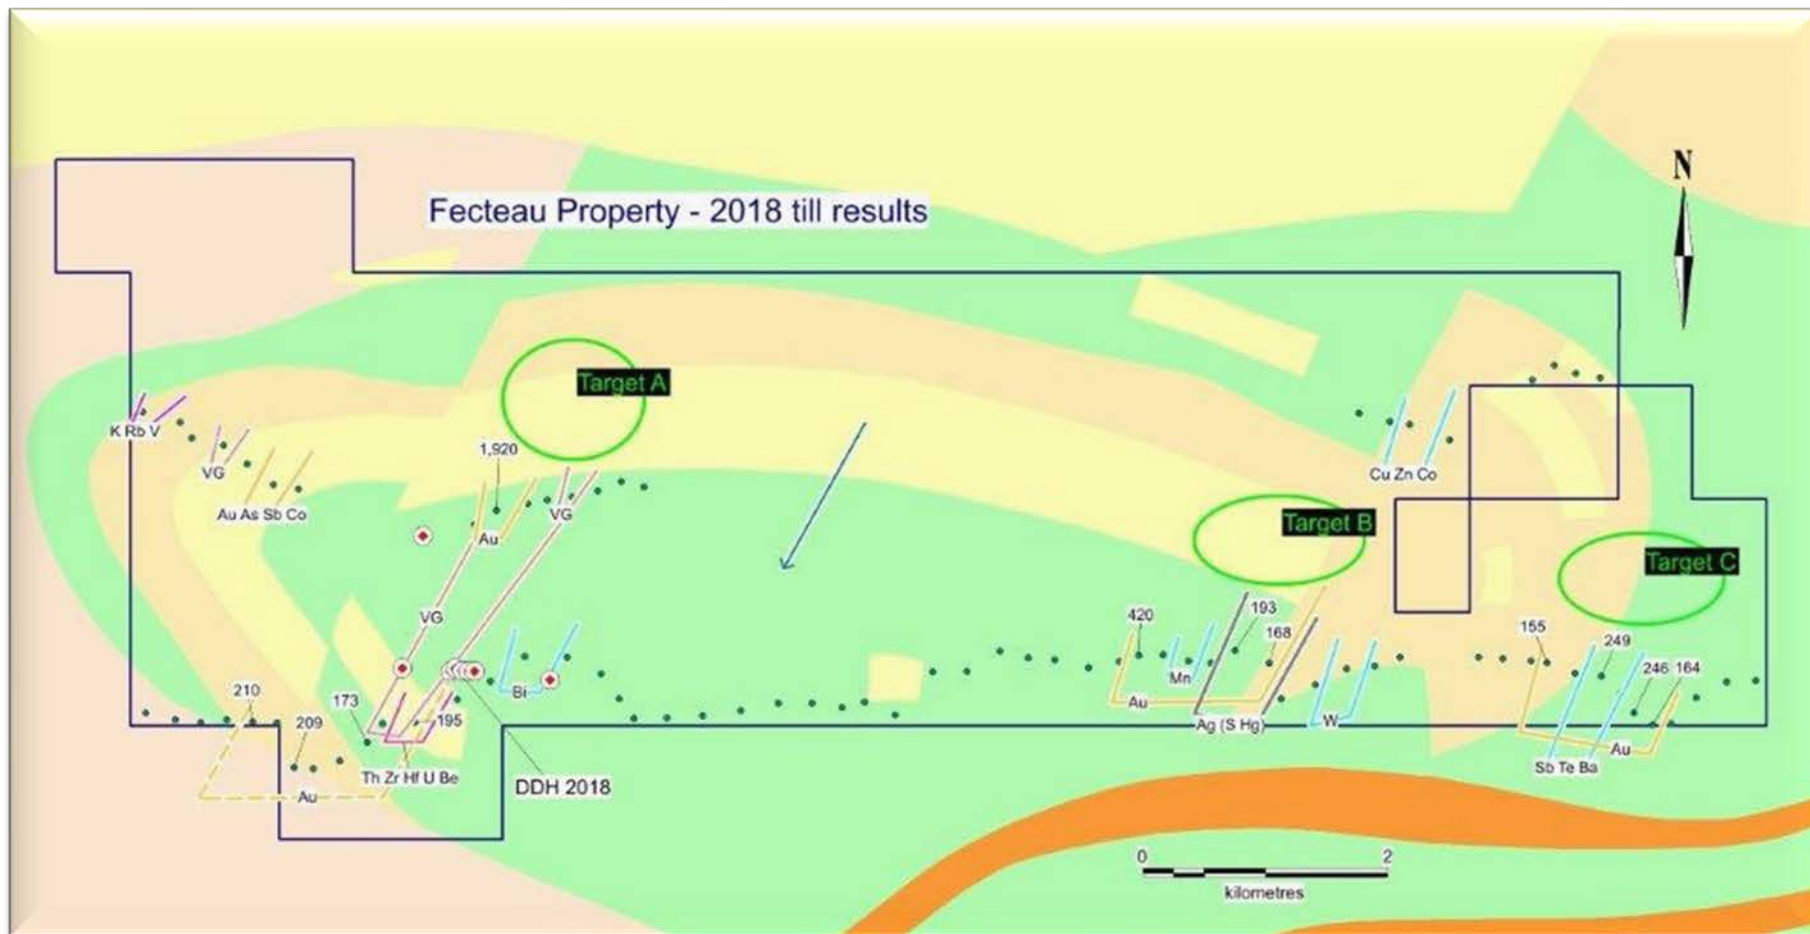 N
Fecteau Property - 2018 till results
Target A
K Rb V
1,920
VG
Cu Zn Co
Au As Sb Co
VG
Target B
Au
Target C
VG
420
193
168
155
249
Mn
246
164
Bi
210
173
209
195
Au
Ag (S Hg)
W
Au
Th Zr Hf U Be
Sb Te Ba
DDH 2018
Au
0
2
kilometres